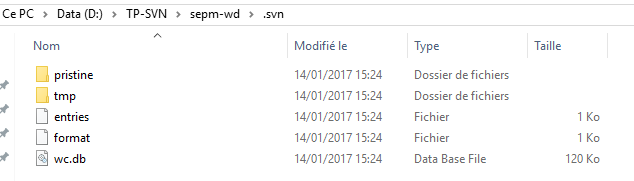 Ce PC > Data (D:) > TP-SVN > sepm-wd > .svn
Nom Modifié le Type Taille
pristine 14/01/2017 15:24 Dossier de fichiers
tmp 14/01/2017 15:24 Dossier de fichiers
entries 14/01/2017 15:24 Fichier 1 Ko
format 14/01/2017 15:24 Fichier 1 Ko
wc.db 14/01/2017 15:24 Data Base File 120 Ko